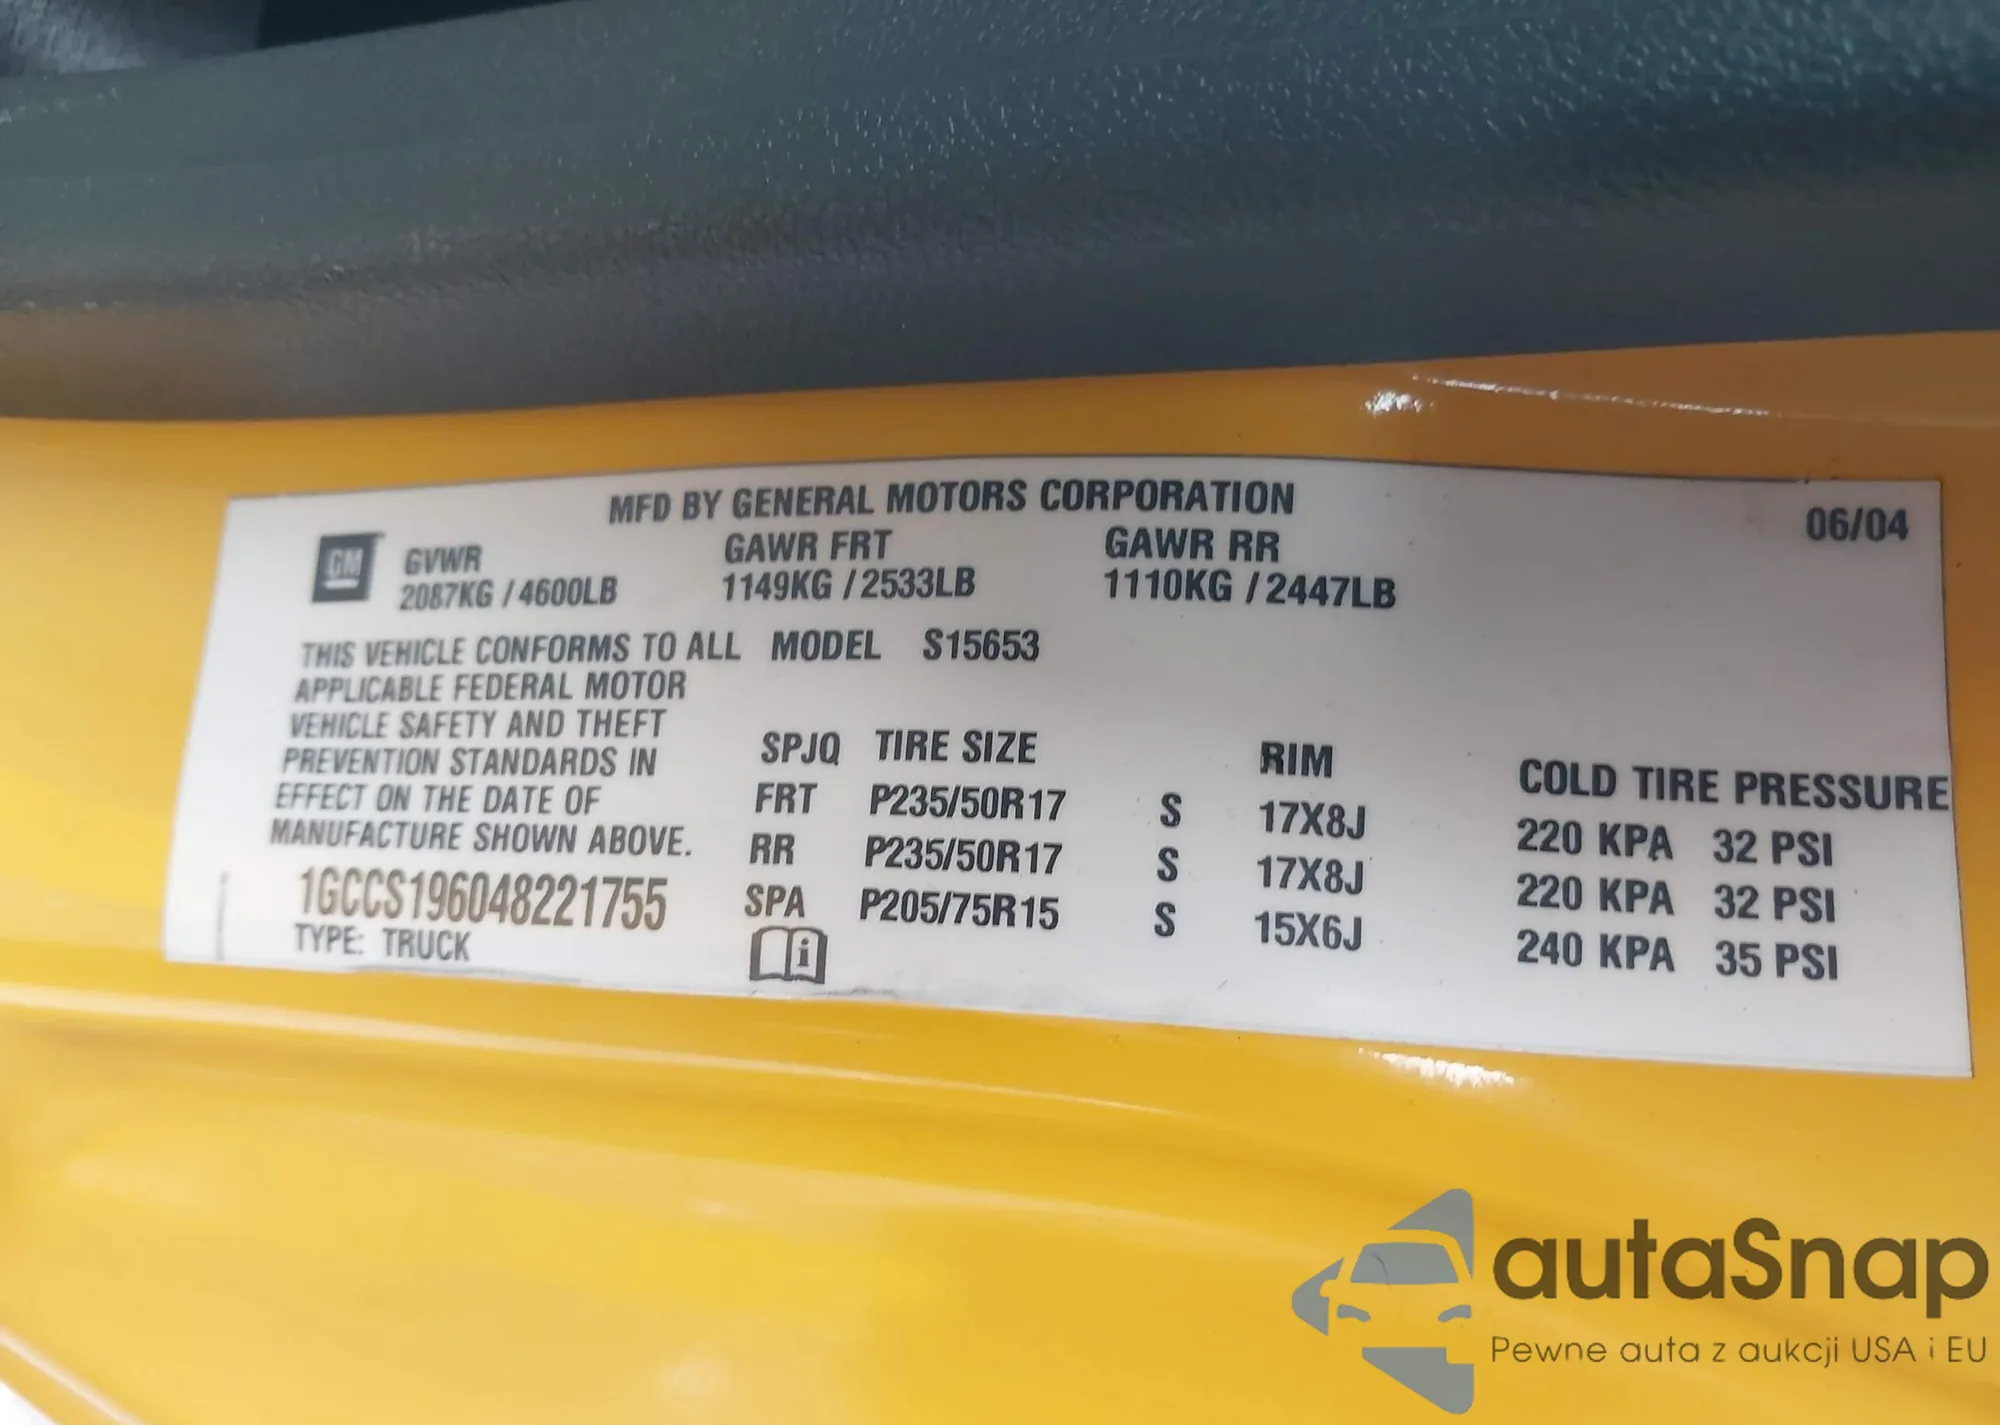 MFD BY GENERAL MOTORS CORPORATION
06/04
GM
GVWR GAWR FRT GAWR RR
2087KG / 4600LB 1149KG / 2533LB 1110KG / 2447LB
THIS VEHICLE CONFORMS TO ALL MODEL S15653
APPLICABLE FEDERAL MOTOR
VEHICLE SAFETY AND THEFT
PREVENTION STANDARDS IN
EFFECT ON THE DATE OF
MANUFACTURE SHOWN ABOVE.
1GCCS196048221755
TYPE: TRUCK
SPJQ TIRE SIZE RIM COLD TIRE PRESSURE
FRT P235/50R17 S 17X8J 220 KPA 32 PSI
RR P235/50R17 S 17X8J 220 KPA 32 PSI
SPA P205/75R15 S 15X6J 240 KPA 35 PSI
i
autaSnap
Pewne auta z aukcji USA i EU